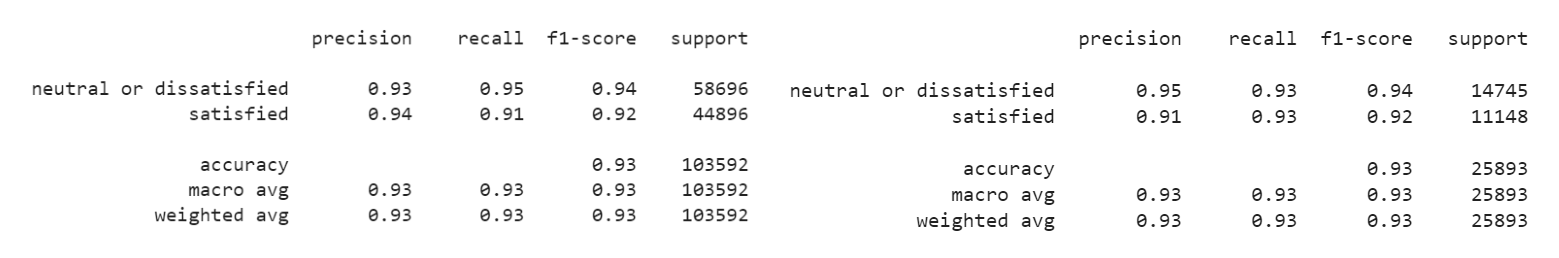 precision recall f1-score support
neutral or dissatisfied 0.93 0.95 0.94 58696
satisfied 0.94 0.91 0.92 44896
accuracy 0.93 103592
macro avg 0.93 0.93 0.93 103592
weighted avg 0.93 0.93 0.93 103592
precision recall f1-score support
neutral or dissatisfied 0.95 0.93 0.94 14745
satisfied 0.91 0.93 0.92 11148
accuracy 0.93 25893
macro avg 0.93 0.93 0.93 25893
weighted avg 0.93 0.93 0.93 25893